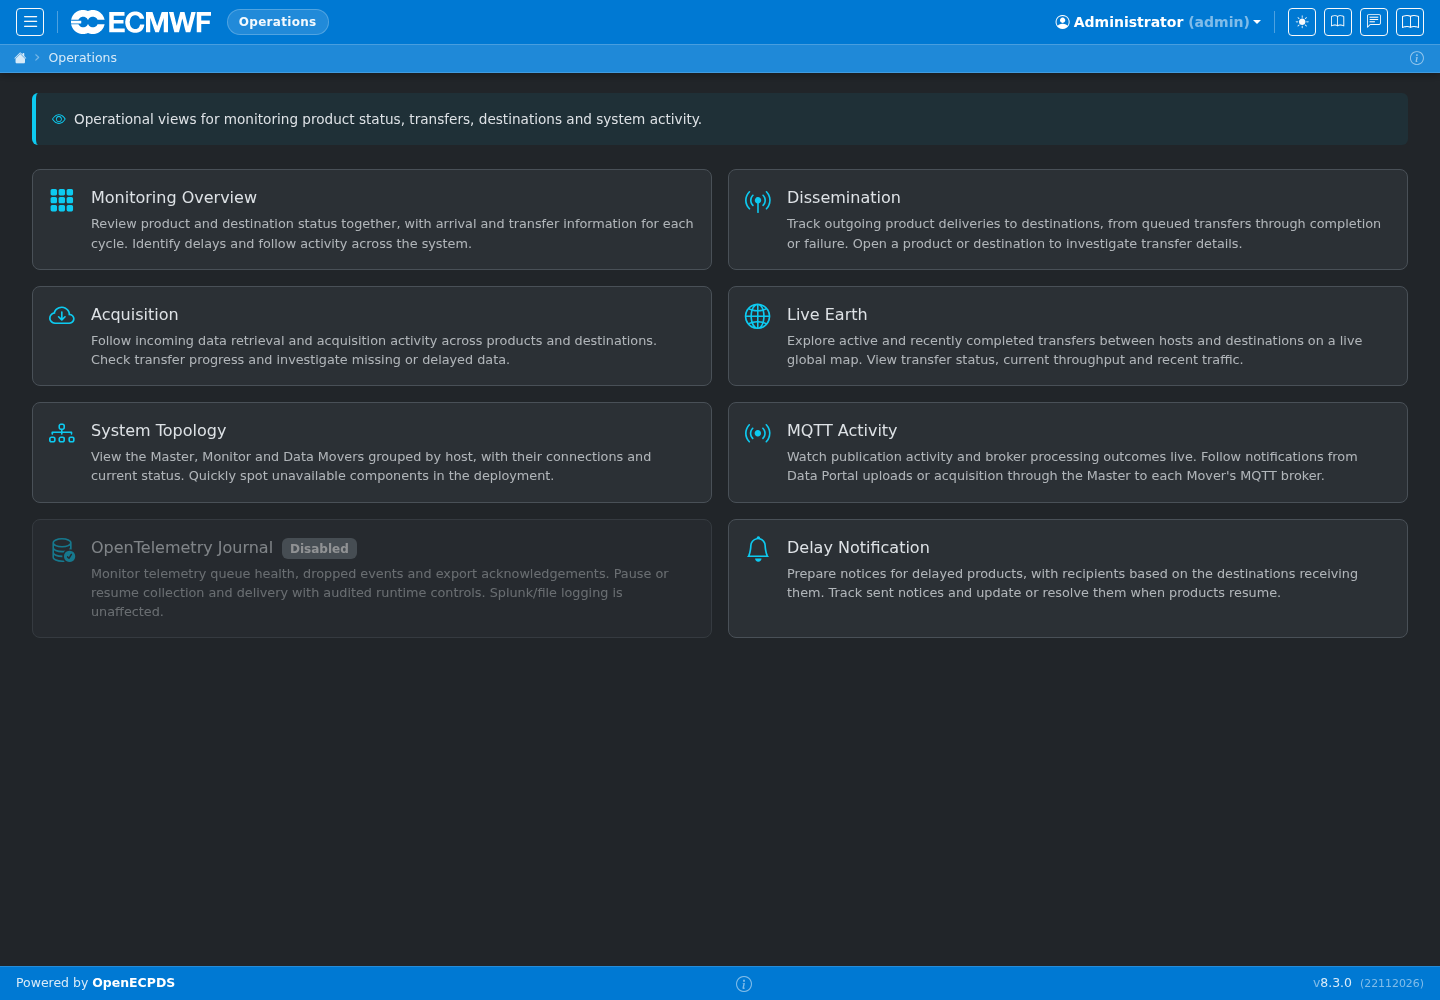 ECMWF Operations Administrator (admin)
Operations
Operational views for monitoring product status, transfers, destinations and system activity.
Monitoring Overview
Review product and destination status together, with arrival and transfer information for each
cycle. Identify delays and follow activity across the system.
Dissemination
Track outgoing product deliveries to destinations, from queued transfers through completion
or failure. Open a product or destination to investigate transfer details.
Acquisition
Follow incoming data retrieval and acquisition activity across products and destinations.
Check transfer progress and investigate missing or delayed data.
Live Earth
Explore active and recently completed transfers between hosts and destinations on a live
global map. View transfer status, current throughput and recent traffic.
System Topology
View the Master, Monitor and Data Movers grouped by host, with their connections and
current status. Quickly spot unavailable components in the deployment.
MQTT Activity
Watch publication activity and broker processing outcomes live. Follow notifications from
Data Portal uploads or acquisition through the Master to each Mover's MQTT broker.
OpenTelemetry Journal Disabled
Monitor telemetry queue health, dropped events and export acknowledgements. Pause or
resume collection and delivery with audited runtime controls. Splunk/file logging is
unaffected.
Delay Notification
Prepare notices for delayed products, with recipients based on the destinations receiving
them. Track sent notices and update or resolve them when products resume.
Powered by OpenECPDS v8.3.0 (22112026)